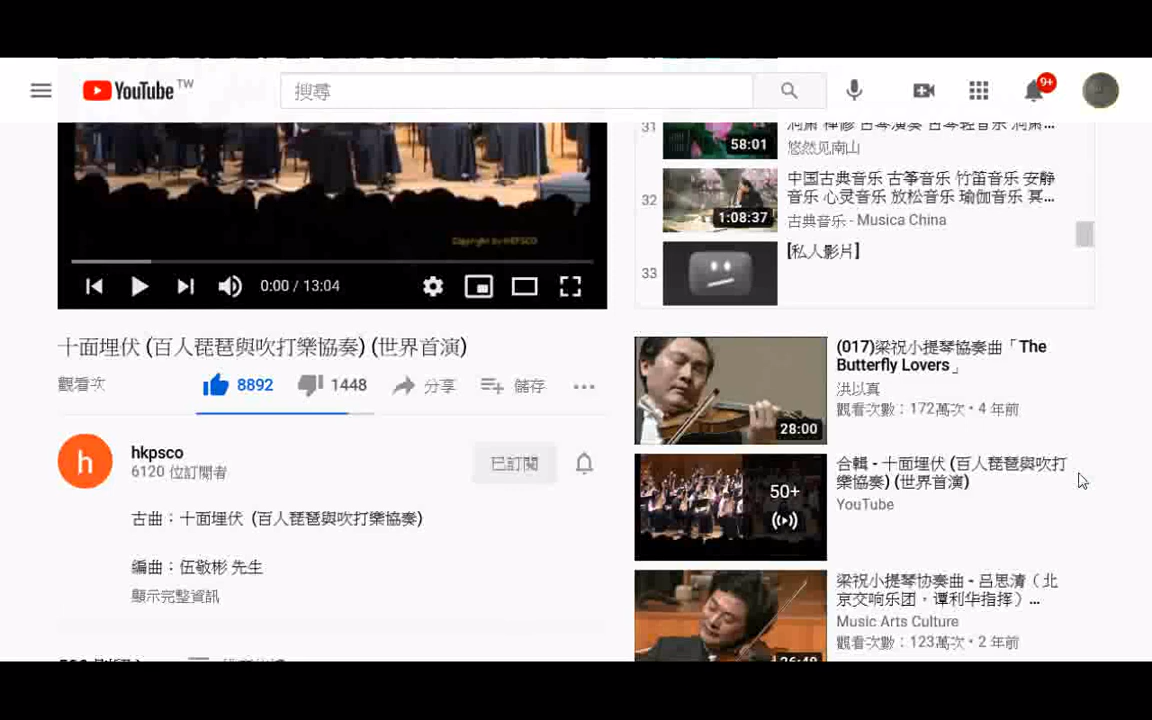 YouTube TW
搜尋
9+
Copyright by HKPSCO
0:00 / 13:04
十面埋伏 (百人琵琶與吹打樂協奏) (世界首演)
觀看次
8892
1448
分享
儲存
h
hkpsco
6120 位訂閱者
已訂閱
古曲：十面埋伏 (百人琵琶與吹打樂協奏)
編曲：伍敬彬 先生
顯示完整資訊
31
58:01
悠然见南山
32
1:08:37
中国古典音乐 古筝音乐 竹笛音乐 安静
心灵音乐 放松音乐 瑜伽音乐 冥...
古典音乐 - Musica China
33
[私人影片]
28:00
(017)梁祝小提琴協奏曲「The
Butterfly Lovers」
洪以真
觀看次數：172萬次 • 4 年前
50+
合輯 - 十面埋伏 (百人琵琶與吹打
樂協奏) (世界首演)
YouTube
梁祝小提琴协奏曲 - 吕思清（北
京交响乐团，谭利华指挥）...
Music Arts Culture
觀看次數：123萬次 • 2 年前